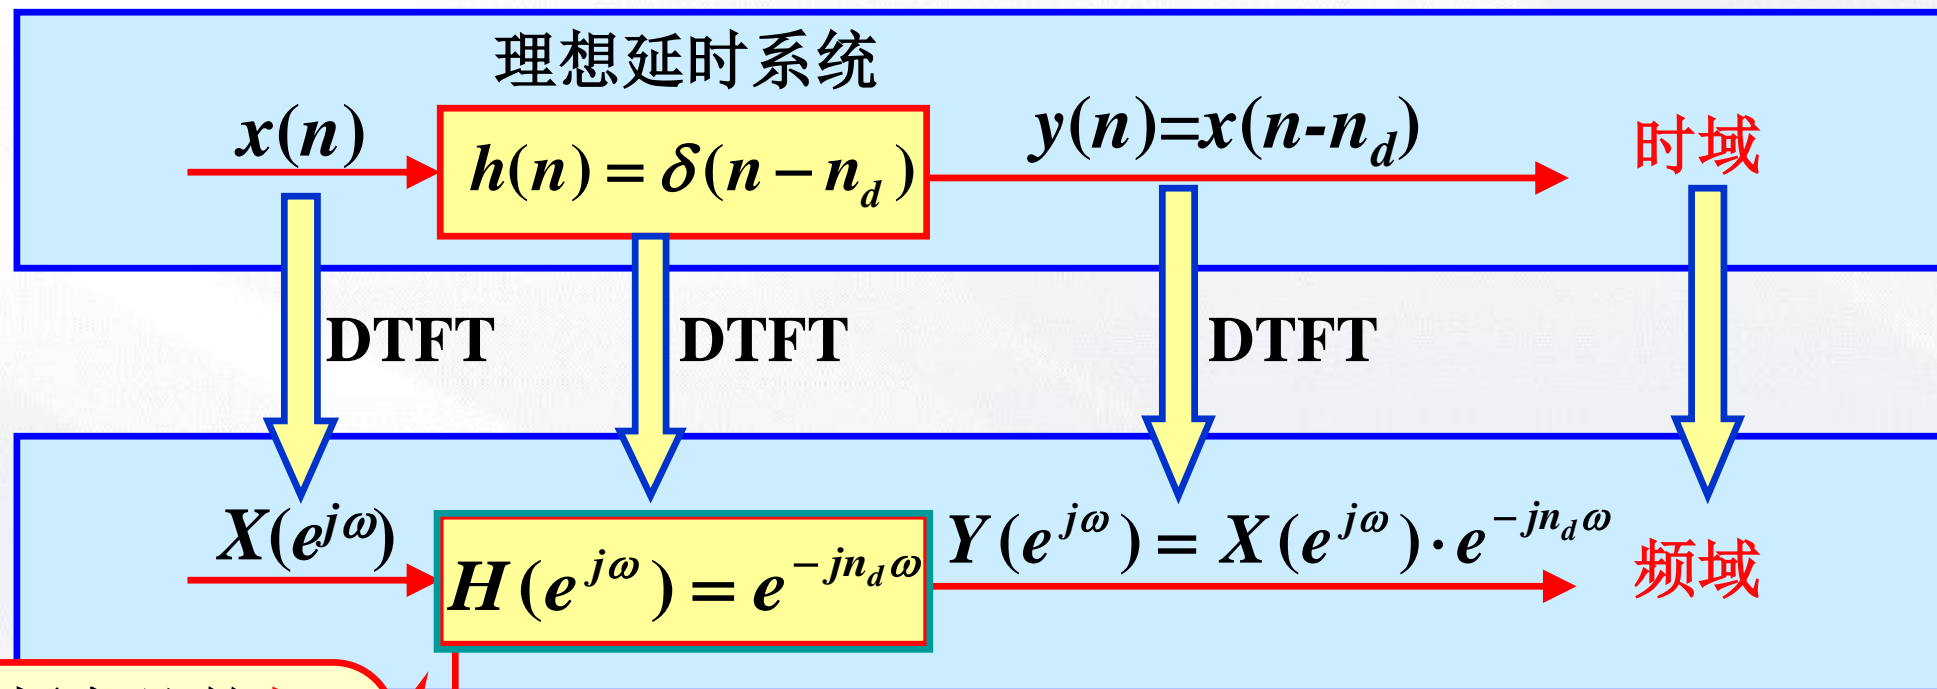 理想延时系统
x(n)
h(n) = δ(n − n_d)
y(n)=x(n-n_d)
时域
DTFT
DTFT
DTFT
X(e^{jω})
H(e^{jω}) = e^{−jn_dω}
Y(e^{jω}) = X(e^{jω}) · e^{−jn_dω}
频域